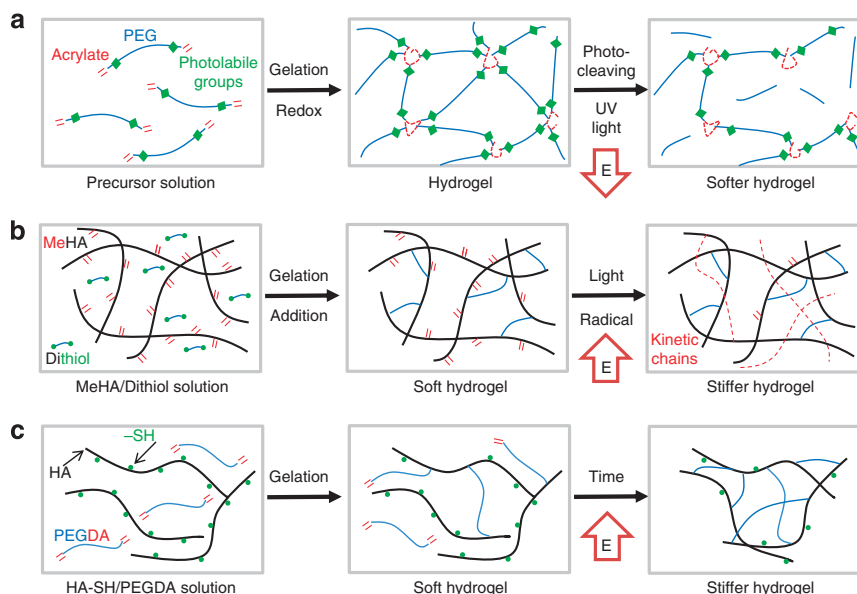 a
Acrylate
PEG
Photolabile
groups
Gelation
Redox
Photo-
cleaving
UV
light
E
Precursor solution
Hydrogel
Softer hydrogel
b
MeHA
Dithiol
Gelation
Addition
Light
Radical
E
Kinetic
chains
MeHA/Dithiol solution
Soft hydrogel
Stiffer hydrogel
c
–SH
HA
PEGDA
Gelation
Time
E
HA-SH/PEGDA solution
Soft hydrogel
Stiffer hydrogel